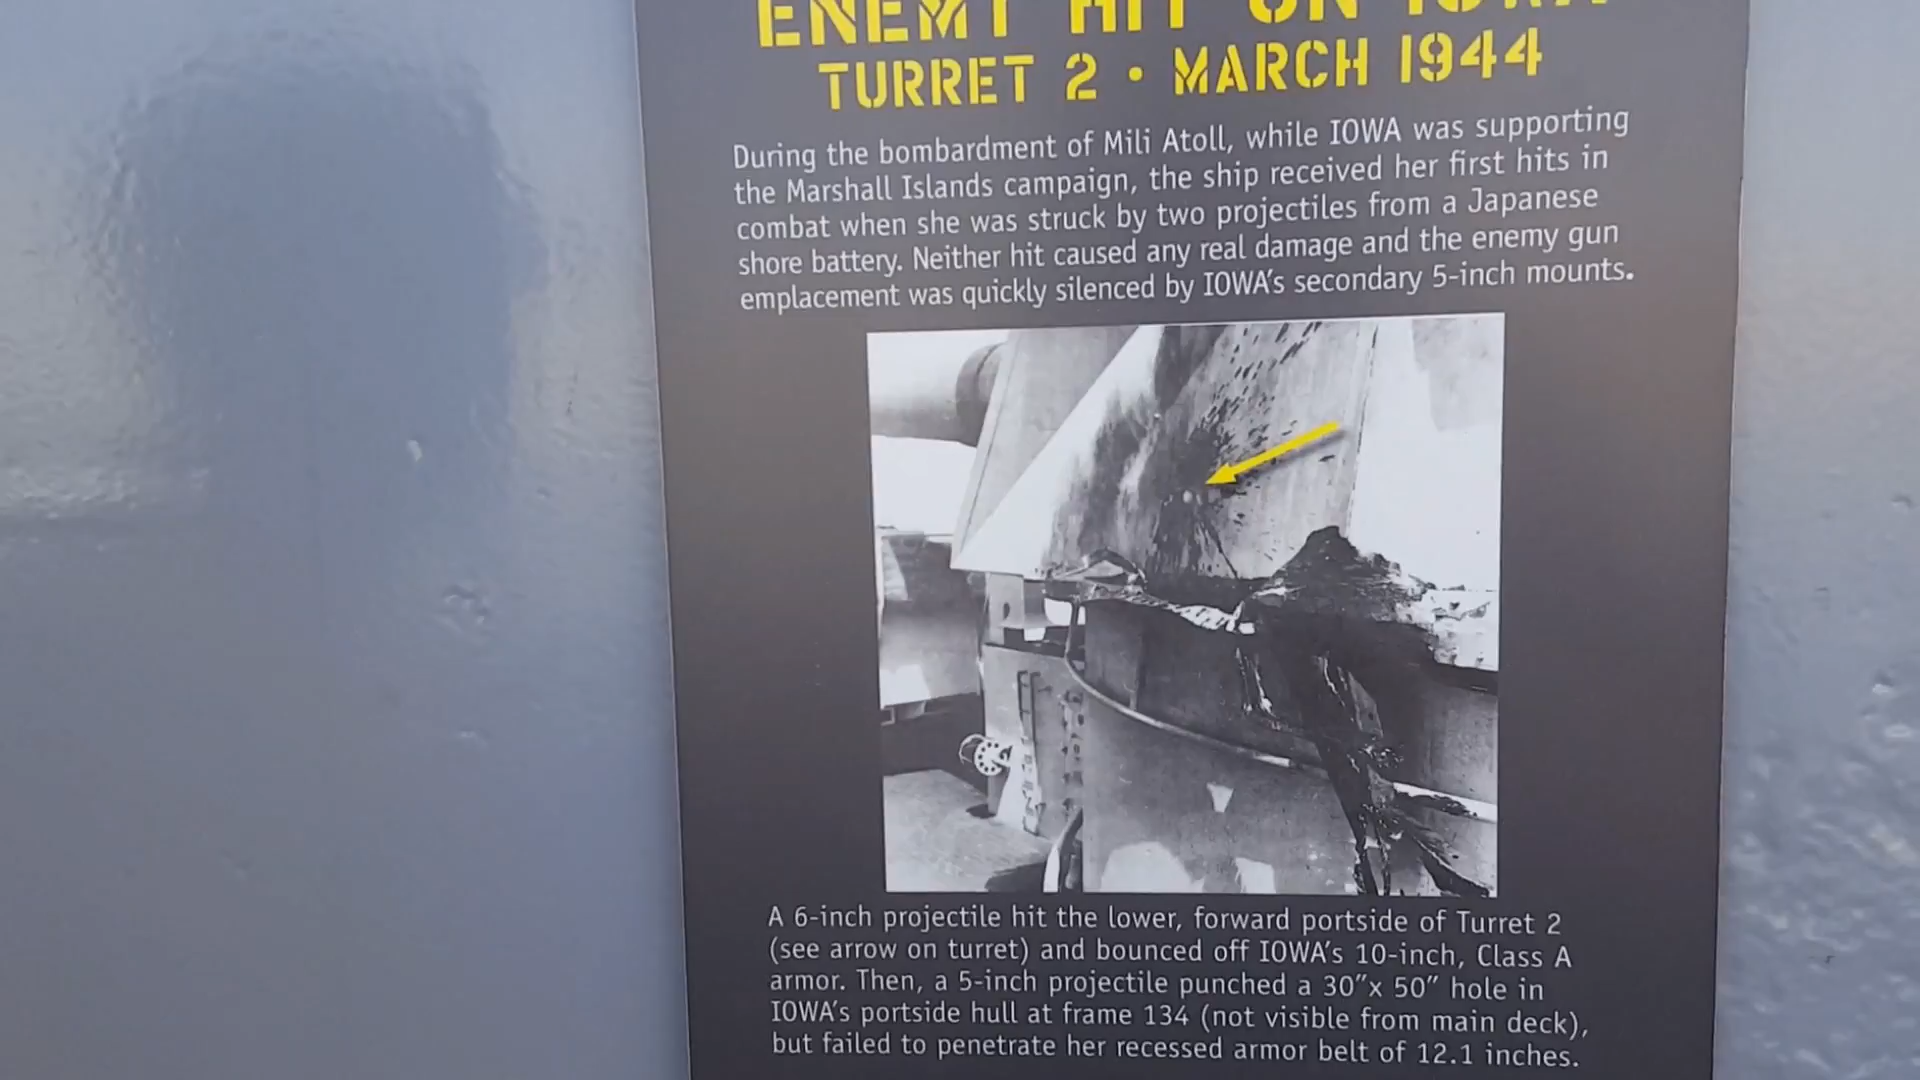 ENEMY HIT ON IOWA
TURRET 2 • MARCH 1944
During the bombardment of Mili Atoll, while IOWA was supporting
the Marshall Islands campaign, the ship received her first hits in
combat when she was struck by two projectiles from a Japanese
shore battery. Neither hit caused any real damage and the enemy gun
emplacement was quickly silenced by IOWA's secondary 5-inch mounts.
A 6-inch projectile hit the lower, forward portside of Turret 2
(see arrow on turret) and bounced off IOWA's 10-inch, Class A
armor. Then, a 5-inch projectile punched a 30"x 50" hole in
IOWA's portside hull at frame 134 (not visible from main deck),
but failed to penetrate her recessed armor belt of 12.1 inches.